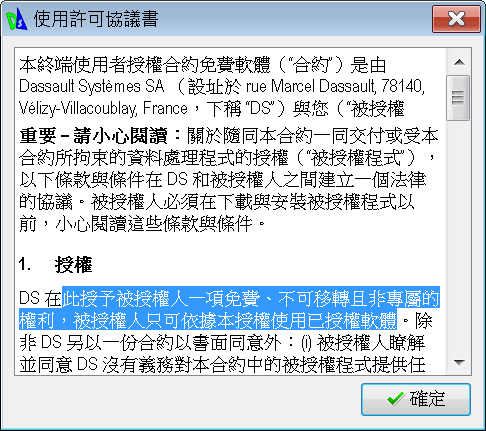 使用許可協議書
本終端使用者授權合約免費軟體（“合約”）是由
Dassault Systèmes SA （設址於 rue Marcel Dassault, 78140,
Vélizy-Villacoublay, France，下稱 “DS”）與您（“被授權
重要 – 請小心閱讀：關於隨同本合約一同交付或受本
合約所拘束的資料處理程式的授權（“被授權程式”），
以下條款與條件在 DS 和被授權人之間建立一個法律
的協議。被授權人必須在下載與安裝被授權程式以
前，小心閱讀這些條款與條件。
1. 授權
DS 在此授予被授權人一項免費、不可移轉且非專屬的
權利，被授權人只可依據本授權使用已授權軟體。除
非 DS 另以一份合約以書面同意外：(i) 被授權人瞭解
並同意 DS 沒有義務對本合約中的被授權程式提供任
確定